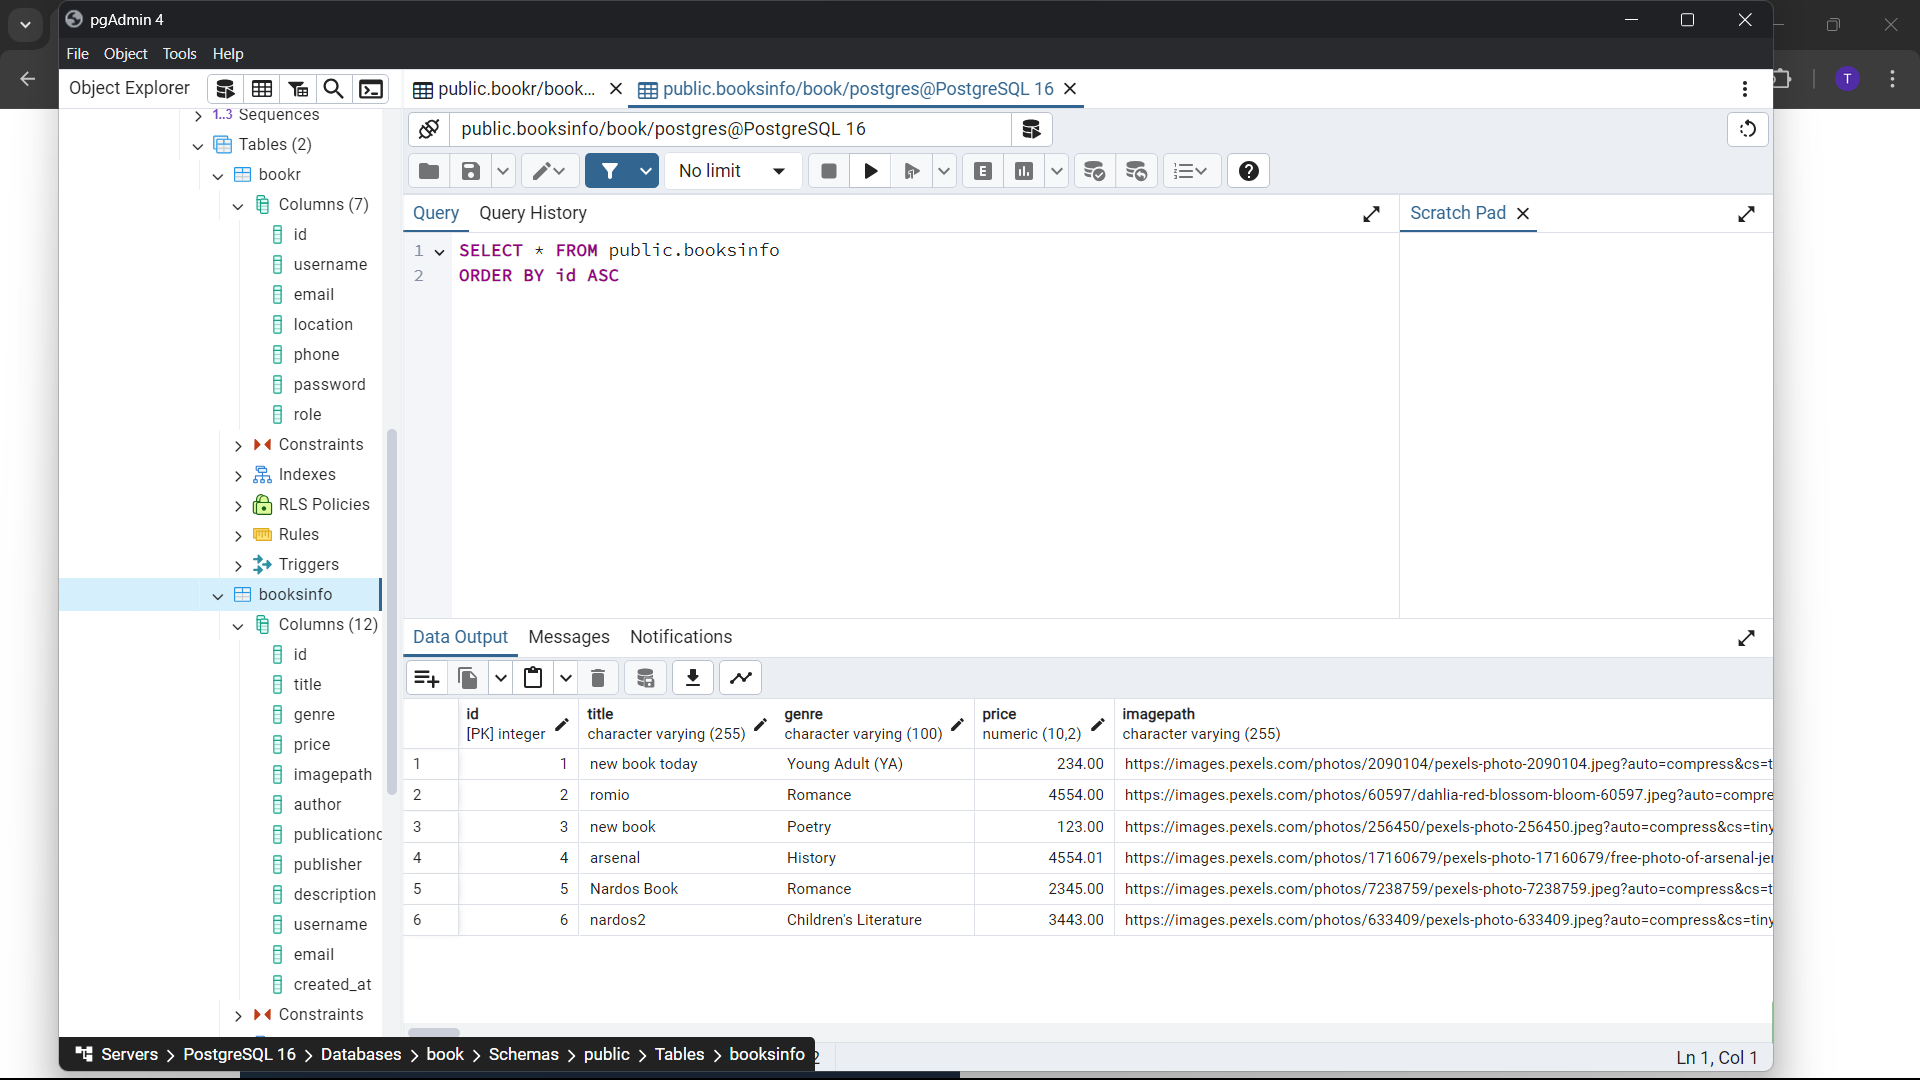 pgAdmin 4
File Object Tools Help
T
Object Explorer
public.bookr/book... public.booksinfo/book/postgres@PostgreSQL 16
public.booksinfo/book/postgres@PostgreSQL 16
No limit
E
Query Query History
Scratch Pad
1 SELECT * FROM public.booksinfo
2 ORDER BY id ASC
1..3 Sequences
Tables (2)
bookr
Columns (7)
id
username
email
location
phone
password
role
Constraints
Indexes
RLS Policies
Rules
Triggers
booksinfo
Columns (12)
id
title
genre
price
imagepath
author
publication
publisher
description
username
email
created_at
Constraints
Data Output Messages Notifications
id title genre price imagepath
[PK] integer character varying (255) character varying (100) numeric (10,2) character varying (255)
1 1 new book today Young Adult (YA) 234.00 https://images.pexels.com/photos/2090104/pexels-photo-2090104.jpeg?auto=compress&cs=t
2 2 romio Romance 4554.00 https://images.pexels.com/photos/60597/dahlia-red-blossom-bloom-60597.jpeg?auto=compre
3 3 new book Poetry 123.00 https://images.pexels.com/photos/256450/pexels-photo-256450.jpeg?auto=compress&cs=tiny
4 4 arsenal History 4554.01 https://images.pexels.com/photos/17160679/pexels-photo-17160679/free-photo-of-arsenal-jer
5 5 Nardos Book Romance 2345.00 https://images.pexels.com/photos/7238759/pexels-photo-7238759.jpeg?auto=compress&cs=t
6 6 nardos2 Children's Literature 3443.00 https://images.pexels.com/photos/633409/pexels-photo-633409.jpeg?auto=compress&cs=tiny
Servers > PostgreSQL 16 > Databases > book > Schemas > public > Tables > booksinfo
Ln 1, Col 1